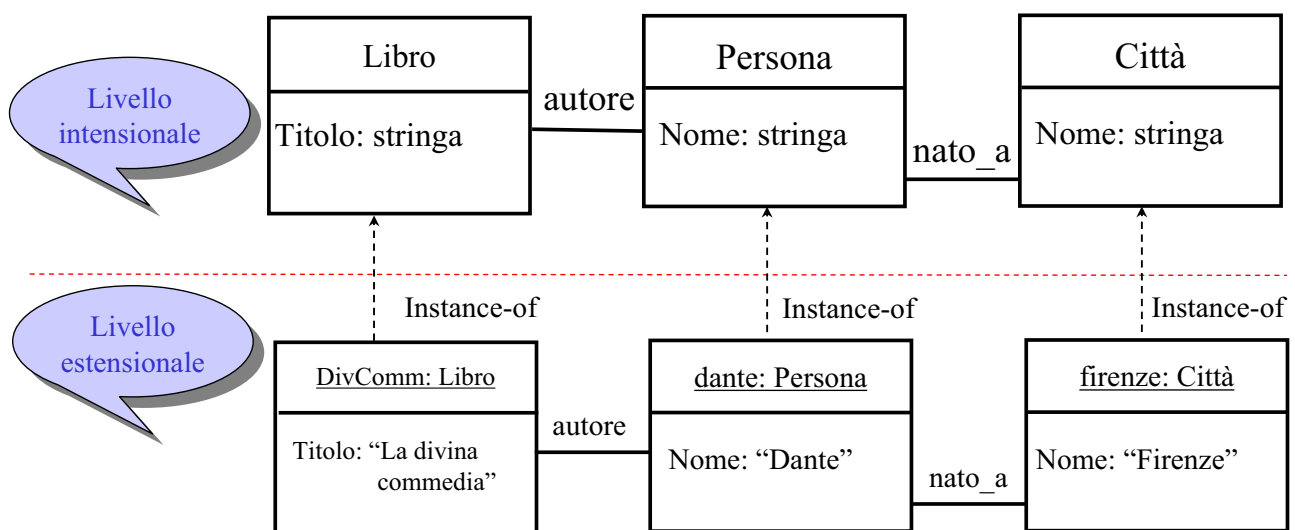 Livello
intensionale
Libro
Titolo: stringa
autore
Persona
Nome: stringa
nato_a
Città
Nome: stringa
Instance-of
Instance-of
Instance-of
Livello
estensionale
DivComm: Libro
Titolo: “La divina
commedia”
autore
dante: Persona
Nome: “Dante”
nato_a
firenze: Città
Nome: “Firenze”